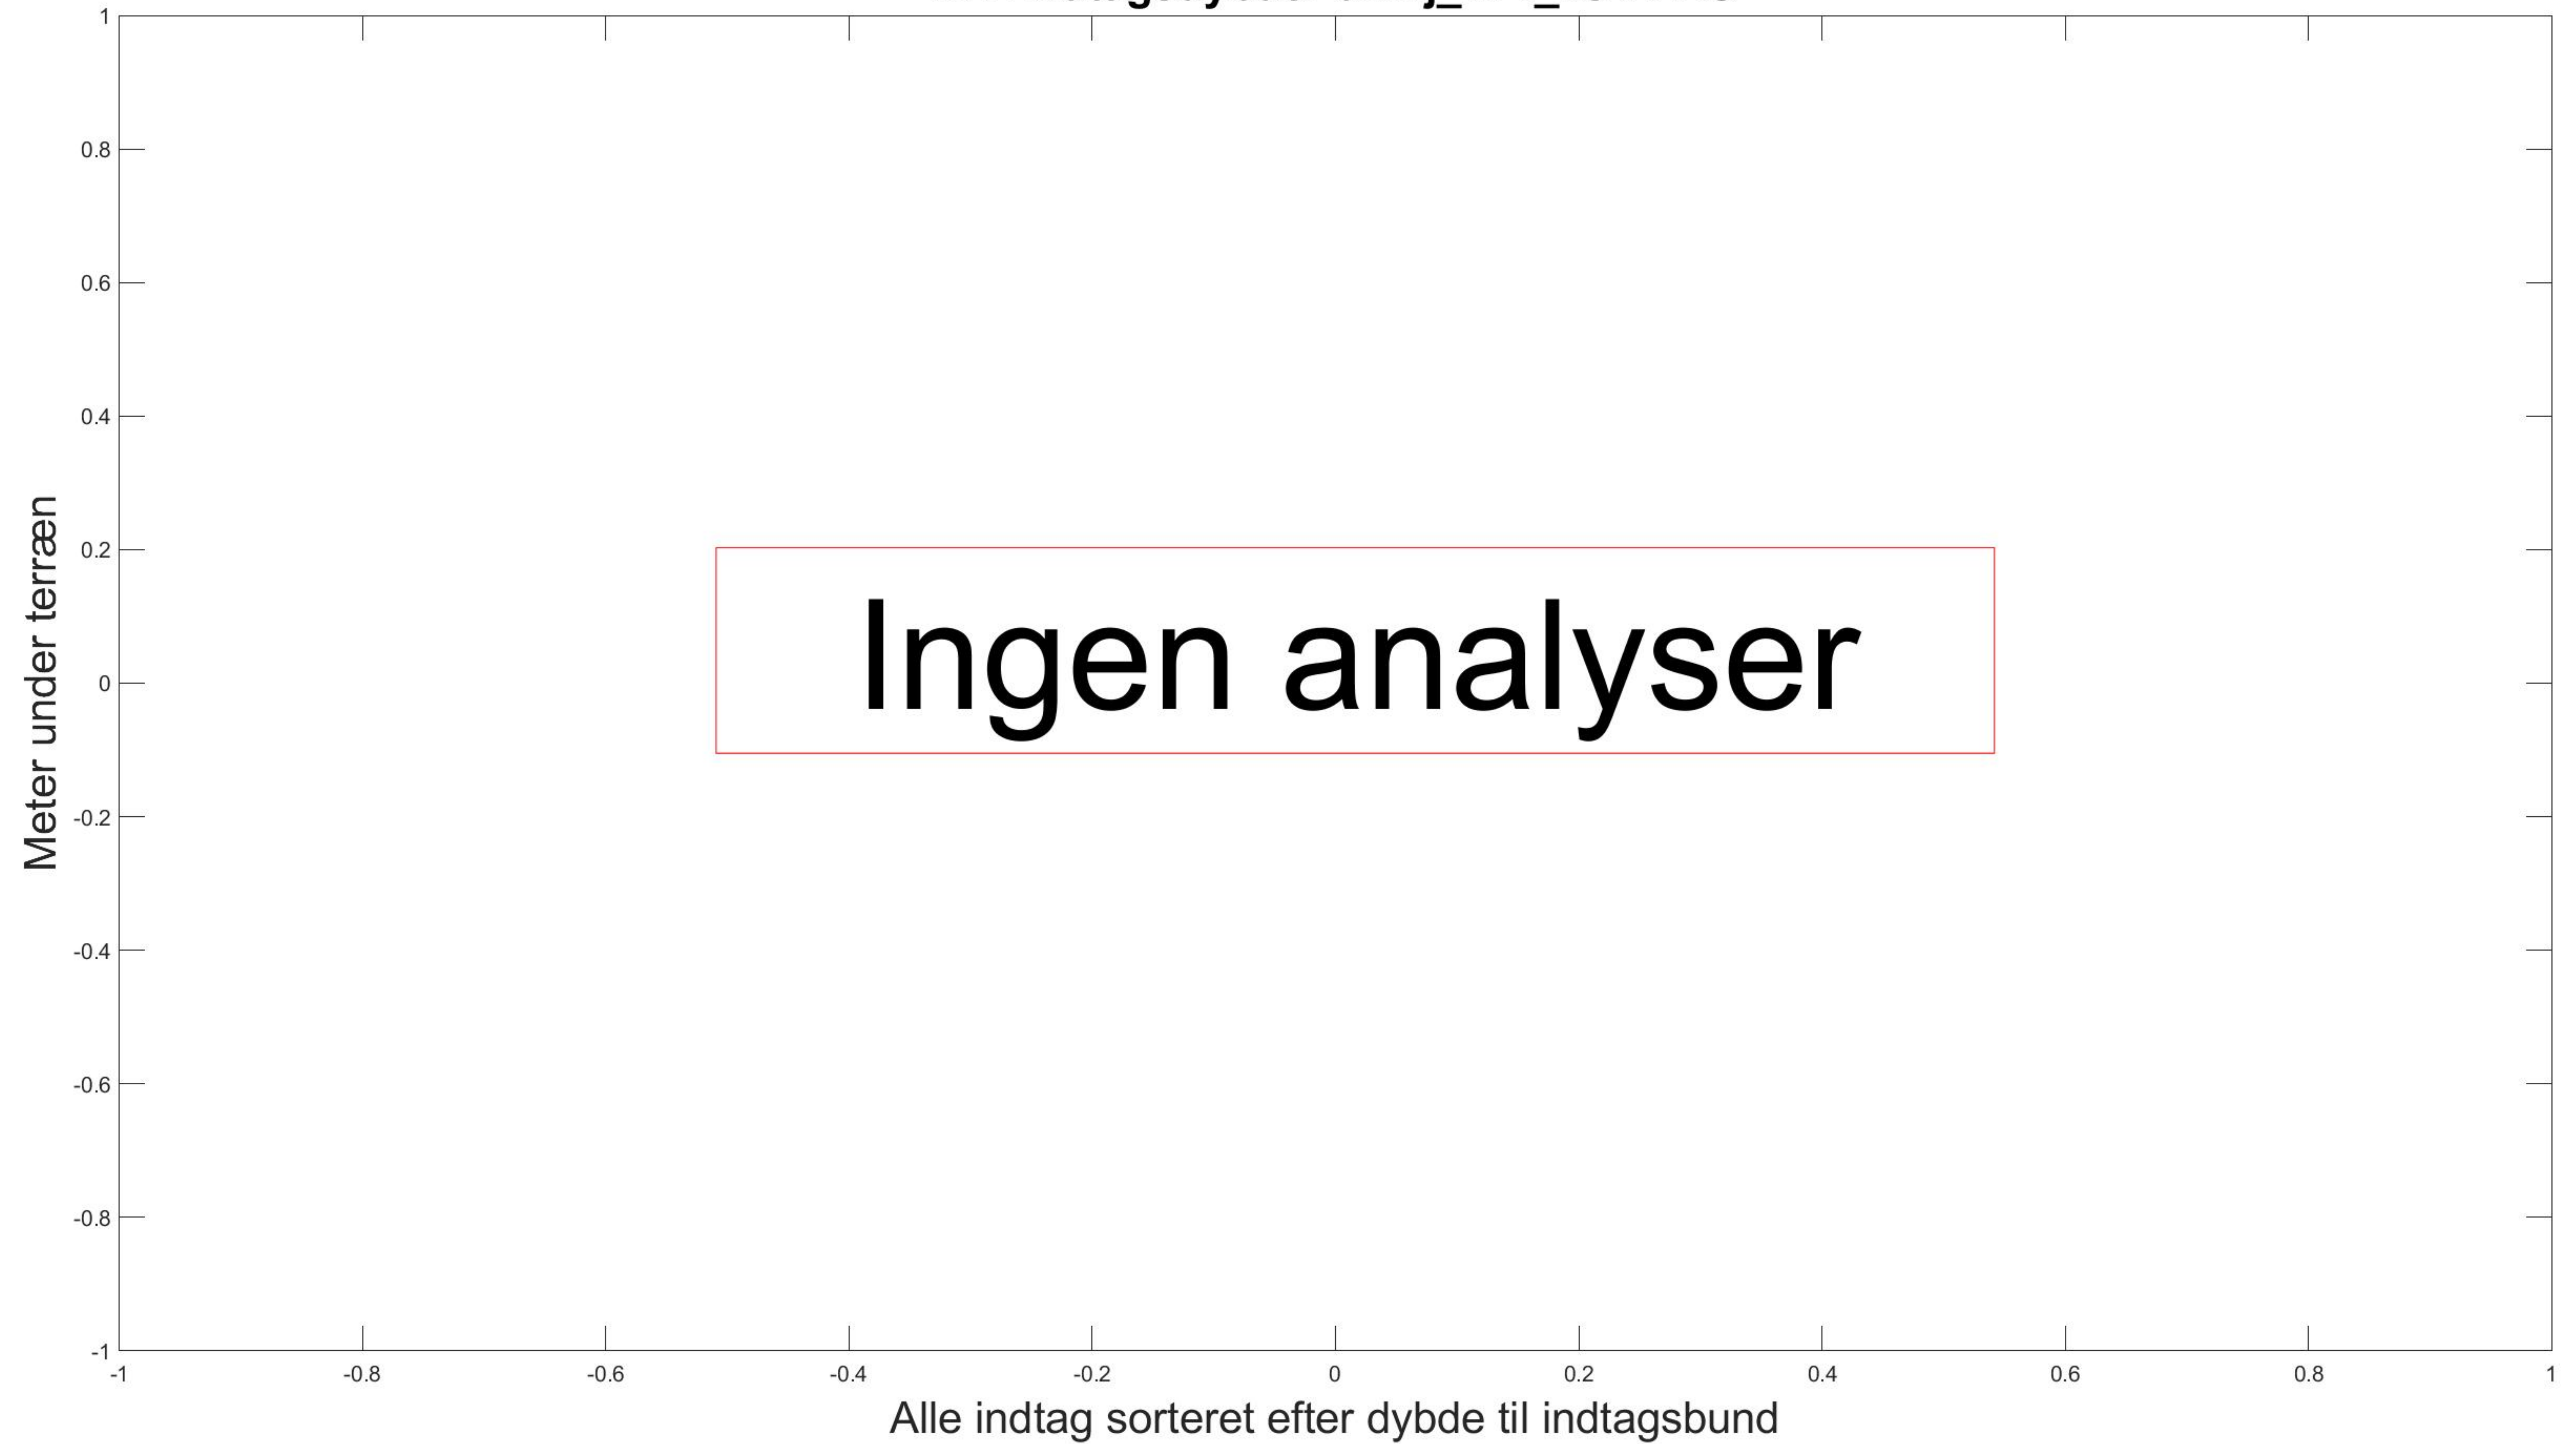 1
0.8
0.6
0.4
0.2
0
-0.2
-0.4
-0.6
-0.8
-1
Meter under terræn
Ingen analyser
-1 -0.8 -0.6 -0.4 -0.2 0 0.2 0.4 0.6 0.8 1
Alle indtag sorteret efter dybde til indtagsbund